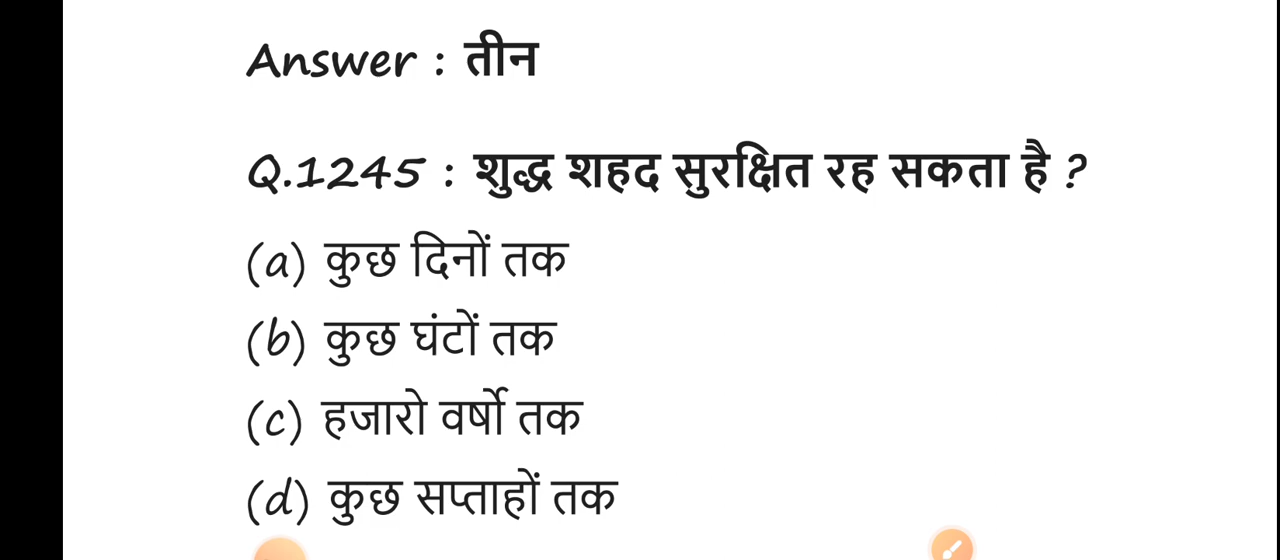 Answer : तीन
Q.1245 : शुद्ध शहद सुरक्षित रह सकता है ?
(a) कुछ दिनों तक
(b) कुछ घंटों तक
(c) हजारो वर्षो तक
(d) कुछ सप्ताहों तक